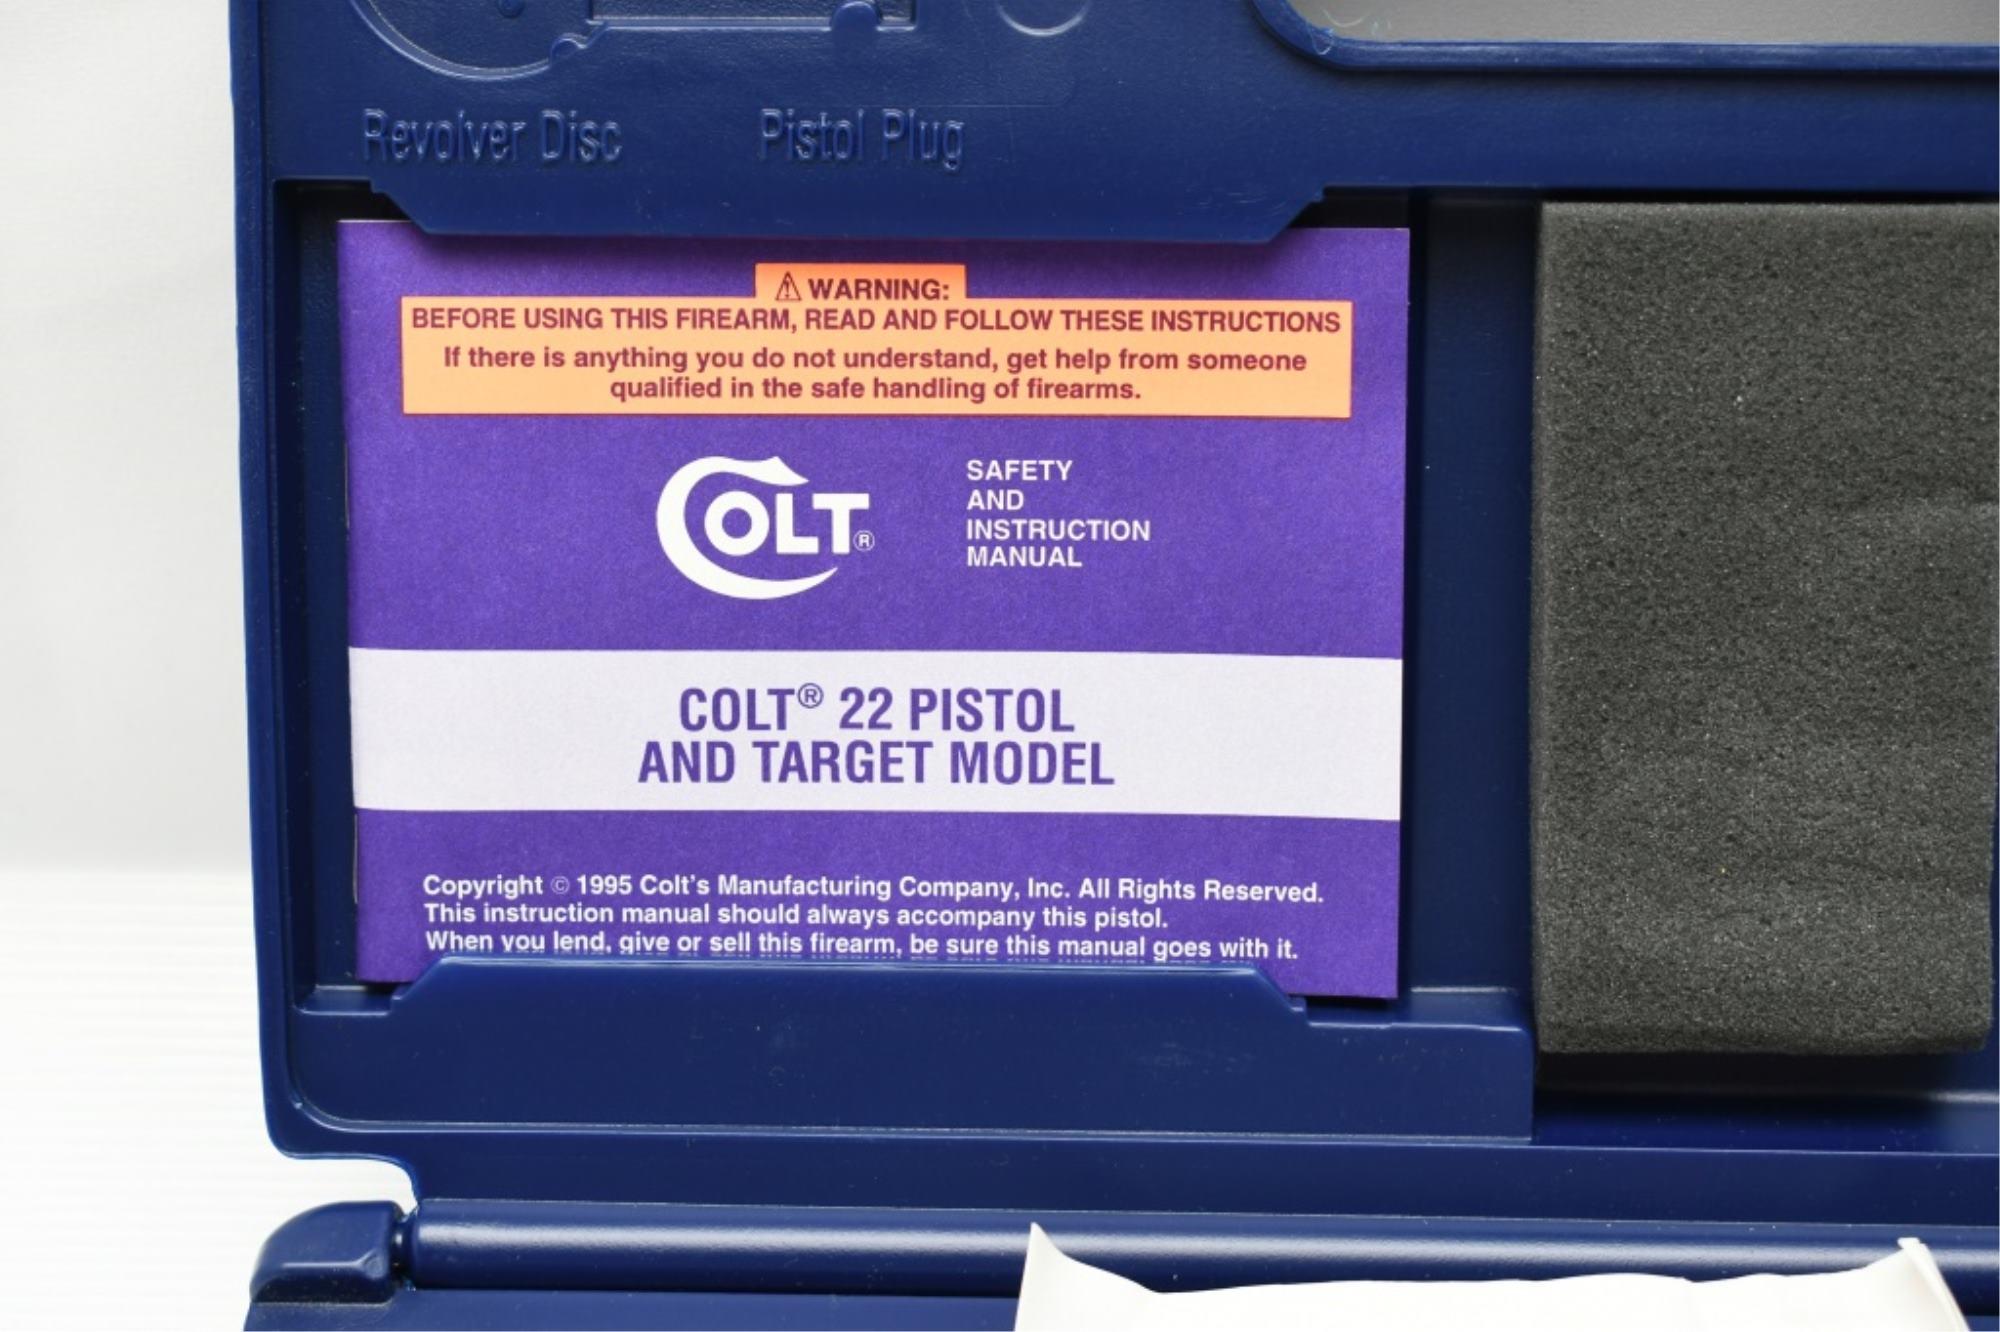 Revolver Disc Pistol Plug
⚠ WARNING:
BEFORE USING THIS FIREARM, READ AND FOLLOW THESE INSTRUCTIONS
If there is anything you do not understand, get help from someone
qualified in the safe handling of firearms.
COLT®
SAFETY
AND
INSTRUCTION
MANUAL
COLT® 22 PISTOL
AND TARGET MODEL
Copyright © 1995 Colt's Manufacturing Company, Inc. All Rights Reserved.
This instruction manual should always accompany this pistol.
When you lend, give or sell this firearm, be sure this manual goes with it.